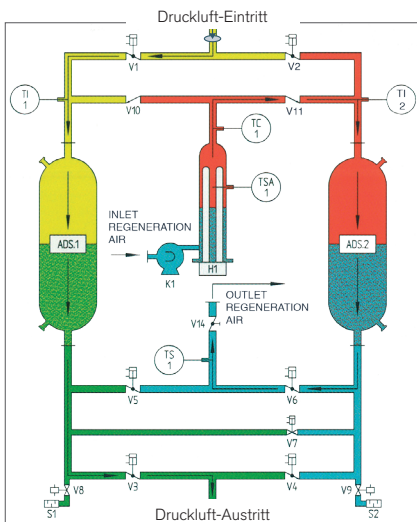 Druckluft-Eintritt
V1
V2
TI
1
TI
2
V10
V11
TC
1
TSA
1
INLET
REGENERATION
AIR
ADS.1
ADS.2
K1
H1
OUTLET
REGENERATION
AIR
V14
TS
1
V5
V6
V7
V8
V3
V4
V9
S1
S2
Druckluft-Austritt